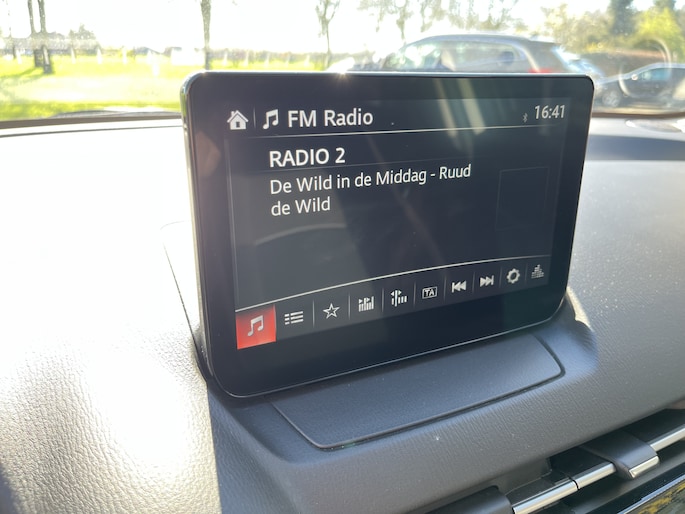 FM Radio 16:41
RADIO 2
De Wild in de Middag - Ruud
de Wild
TA